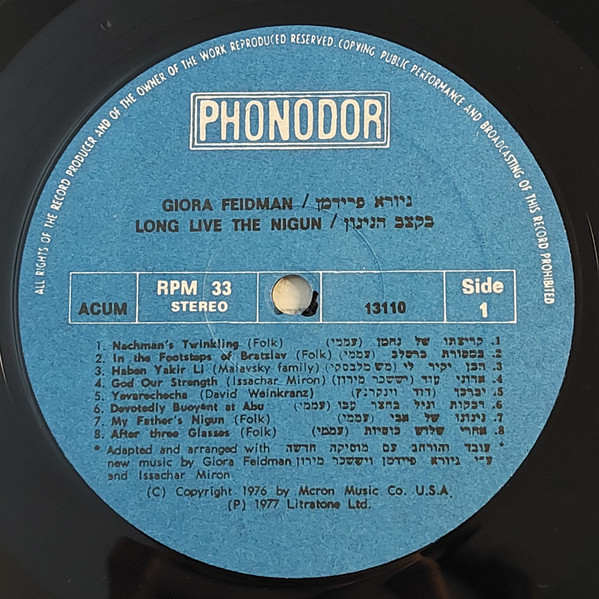 ALL RIGHTS OF THE RECORD PRODUCER AND OF THE OWNER OF THE WORK REPRODUCED RESERVED. COPYING, PUBLIC PERFORMANCE AND BROADCASTING OF THIS RECORD PROHIBITED
PHONODOR
GIORA FEIDMAN / גיורא פיידמן
LONG LIVE THE NIGUN / בקצב הניגון
ACUM RPM 33 STEREO 13110 Side 1
1. Nachman's Twinkling (Folk) קריצתו של נחמן (עממי) .1
2. In the Footsteps of Bratslav (Folk) במסורת ברסלב (עממי) .2
3. Haben Yakir Li (Malavsky family) הבן יקיר לי (מש מלבסקי) .3
4. God Our Strength (Issachar Miron) אדוני עוז (יששכר מירון) .4
5. Yevarechecha (David Weinkranz) יברכך (דוד וינקרנץ) .5
6. Devotedly Buoyent at Abu (Folk) דבקות וגיל בחצר עבו (עממי) .6
7. My Father's Nigun (Folk) ניגונו של אבי (עממי) .7
8. After three Glasses (Folk) אחרי שלוש כוסיות (עממי) .8
* Adapted and arranged with עובד והורחב עם מוסיקה חדשה *
new music by Giora Feidman ע"י גיורא פיידמן ויששכר מירון
and Issachar Miron
(C) Copyright 1976 by Mcron Music Co. U.S.A.
(P) 1977 Litratone Ltd.